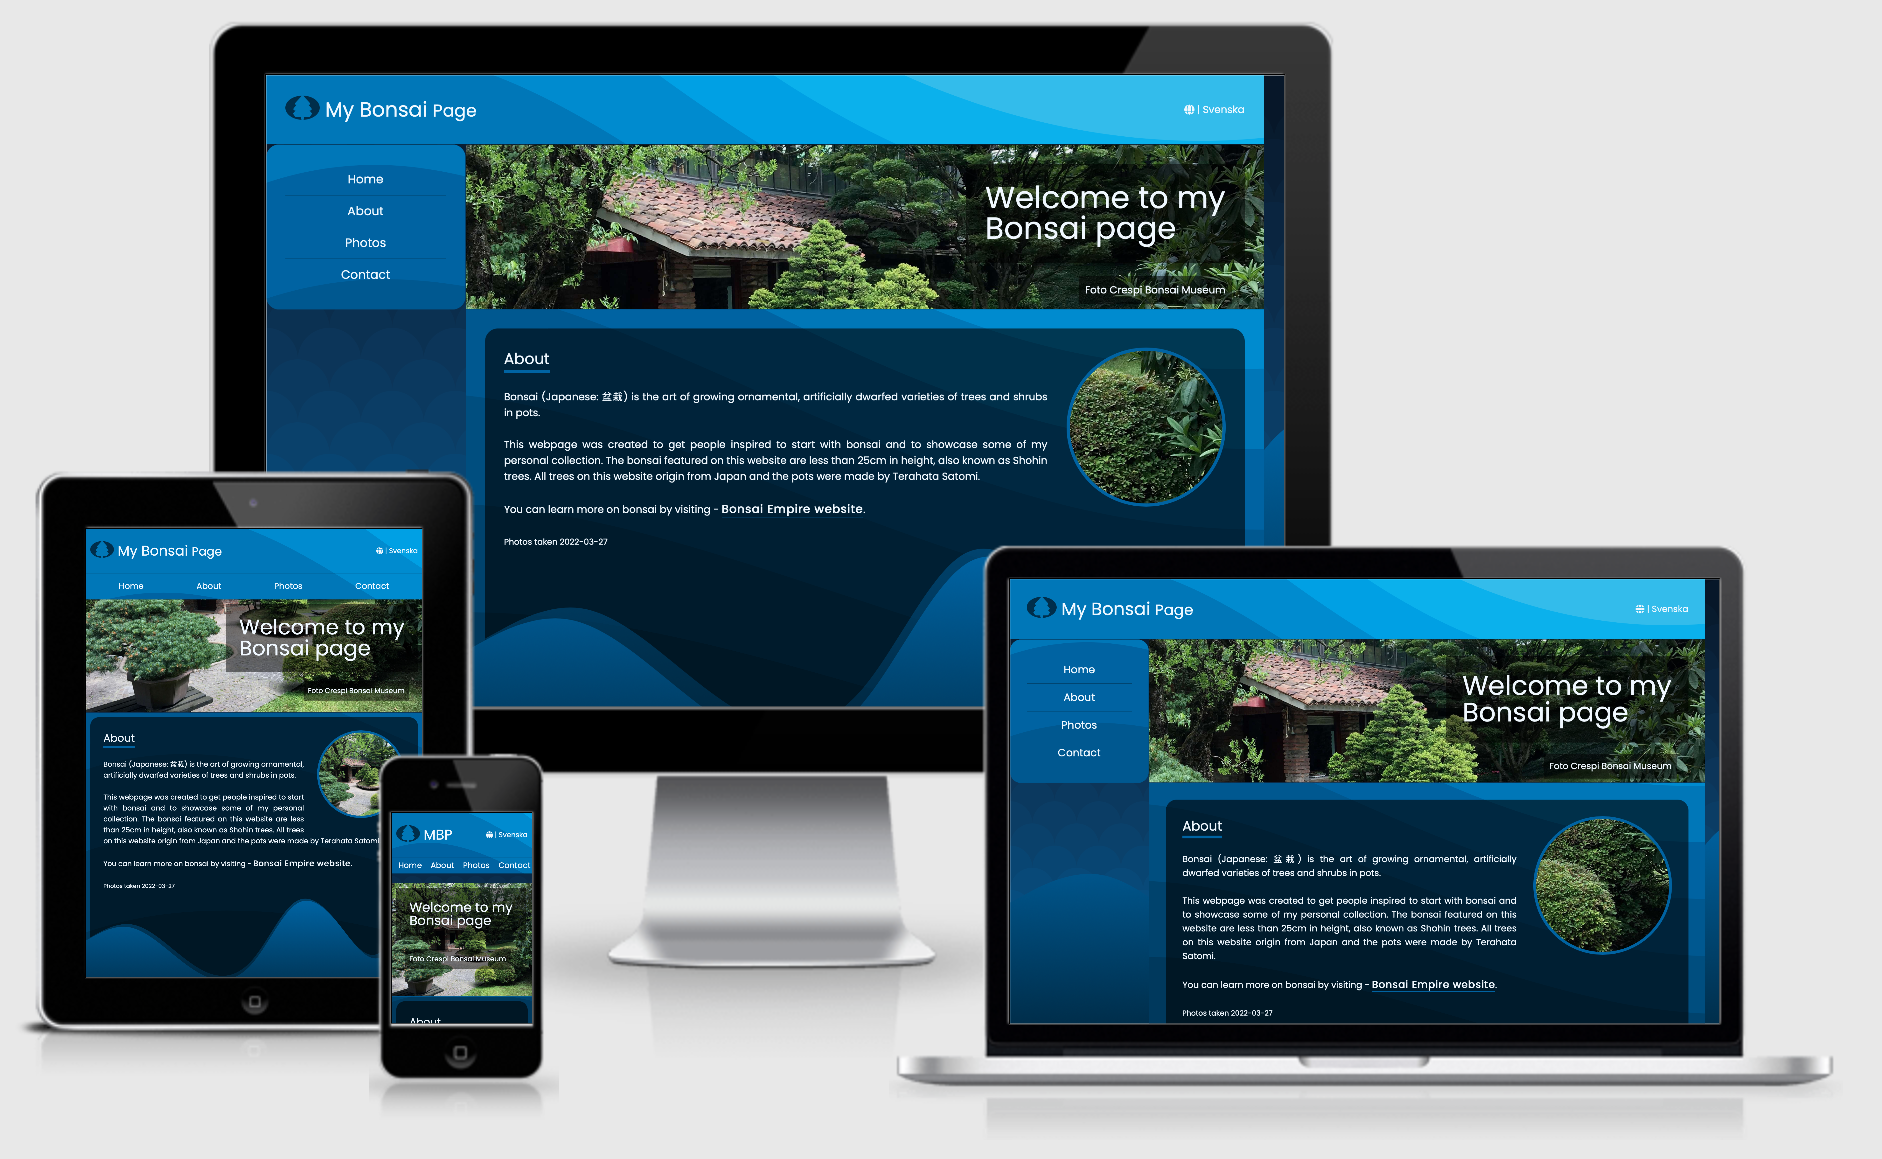 My Bonsai Page
| Svenska
Home
About
Photos
Contact
Welcome to my
Bonsai page
Foto Crespi Bonsai Museum
About
Bonsai (Japanese: 盆栽) is the art of growing ornamental, artificially dwarfed varieties of trees and shrubs
in pots.
This webpage was created to get people inspired to start with bonsai and to showcase some of my
personal collection. The bonsai featured on this website are less than 25cm in height, also known as Shohin
trees. All trees on this website origin from Japan and the pots were made by Terahata Satomi.
You can learn more on bonsai by visiting - Bonsai Empire website.
Photos taken 2022-03-27
My Bonsai Page
| Svenska
Home About Photos Contact
Welcome to my
Bonsai page
Foto Crespi Bonsai Museum
About
Bonsai (Japanese: 盆栽) is the art of growing ornamental,
artificially dwarfed varieties of trees and shrubs in pots.
This webpage was created to get people inspired to start
with bonsai and to showcase some of my personal
collection. The bonsai featured on this website are less
than 25cm in height, also known as Shohin trees. All trees
on this website origin from Japan and the pots were made by Terahata Satomi.
You can learn more on bonsai by visiting - Bonsai Empire website.
Photos taken 2022-03-27
MBP
| Svenska
Home About Photos Contact
Welcome to my
Bonsai page
Foto Crespi Bonsai Museum
About
My Bonsai Page
| Svenska
Home
About
Photos
Contact
Welcome to my
Bonsai page
Foto Crespi Bonsai Museum
About
Bonsai (Japanese: 盆栽) is the art of growing ornamental, artificially
dwarfed varieties of trees and shrubs in pots.
This webpage was created to get people inspired to start with bonsai and
to showcase some of my personal collection. The bonsai featured on this
website are less than 25cm in height, also known as Shohin trees. All trees
on this website origin from Japan and the pots were made by Terahata
Satomi.
You can learn more on bonsai by visiting - Bonsai Empire website.
Photos taken 2022-03-27